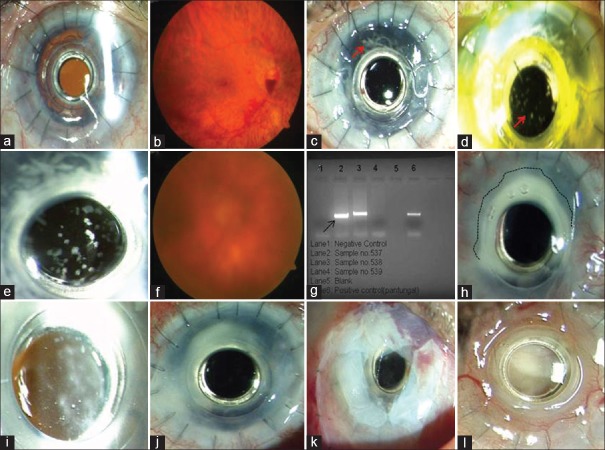 a
b
c
d
1 2 3 4 5 6
Lane1: Negative Control
Lane2: Sample no:537
Lane3: Sample no:538
Lane4: Sample no:539
Lane5: Blank
Lane6: Positive control(panfungal)
e
f
g
h
i
j
k
l